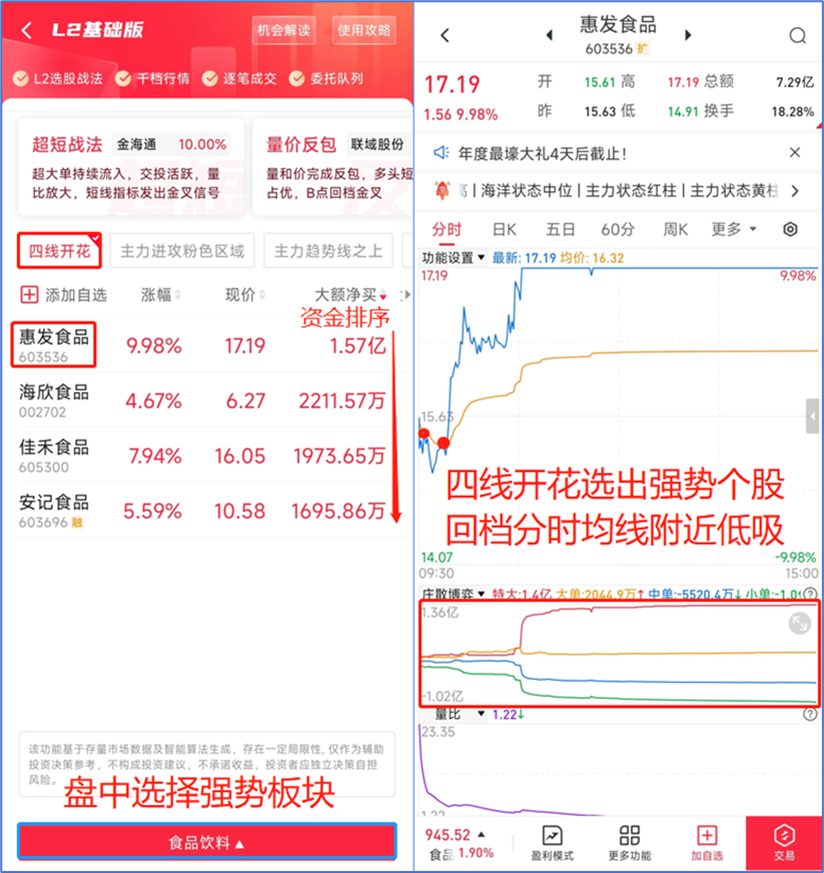 L2基础版
机会解读
使用攻略
L2选股战法
千档行情
逐笔成交
委托队列
超短战法 金海通 10.00%
超大单持续流入，交投活跃，量
比放大，短线指标发出金叉信号
量价反包 联域股份
量和价完成反包，多头短
占优，B点回档金叉
四线开花
主力进攻粉色区域
主力趋势线之上
添加自选 涨幅 现价 大额净买
资金排序
惠发食品 9.98% 17.19 1.57亿
603536
海欣食品 4.67% 6.27 2211.57万
002702
佳禾食品 7.94% 16.05 1973.65万
605300
安记食品 5.59% 10.58 1695.86万
603696 融
该功能基于存量市场数据及智能算法生成，存在一定局限性，仅作为辅助
投资决策参考，不构成投资建议，不承诺收益，投资者应独立决策自担
风险。
盘中选择强势板块
食品饮料▲
惠发食品
603536 扩
17.19 开 15.61 高 17.19 总额 7.29亿
1.56 9.98% 昨 15.63 低 14.91 换手 18.28%
年度最壕大礼4天后截止！
海洋状态中位 | 主力状态红柱 | 主力状态黄柱
分时 日K 五日 60分 周K 更多
功能设置▼ 最新: 17.19 均价: 16.32
17.19 9.98%
15.63
四线开花选出强势个股
回档分时均线附近低吸
14.07 -9.98%
09:30 15:00
庄散博弈▼ 特大:1.4亿 大单:2044.9万↑ 中单:-5520.4万↓ 小单:-1.0
1.36亿
-1.02亿
量比▼ 1.22↓
23.35
1.22
945.52▲
食品 1.90%
盈利模式
更多功能
加自选
交易